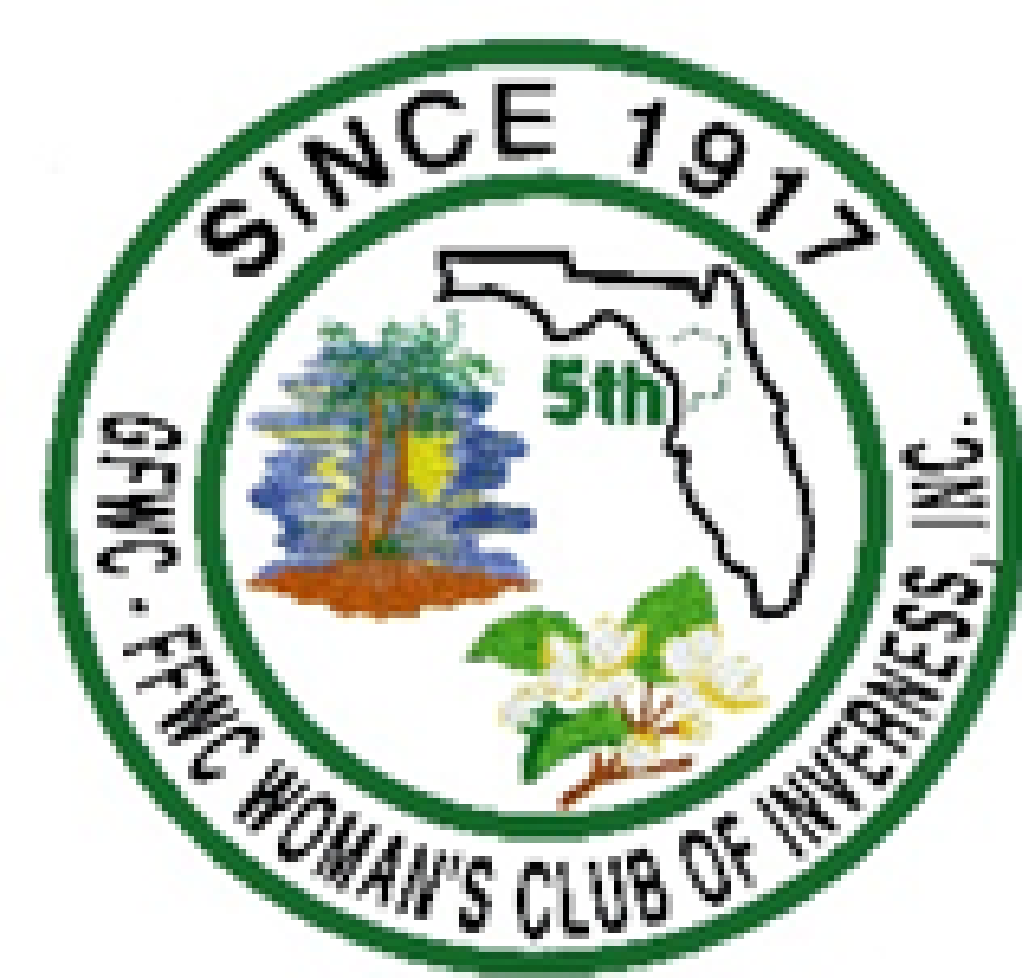 SINCE 1917
5th
GFWC - FFWC WOMAN'S CLUB OF INVERNESS, INC.